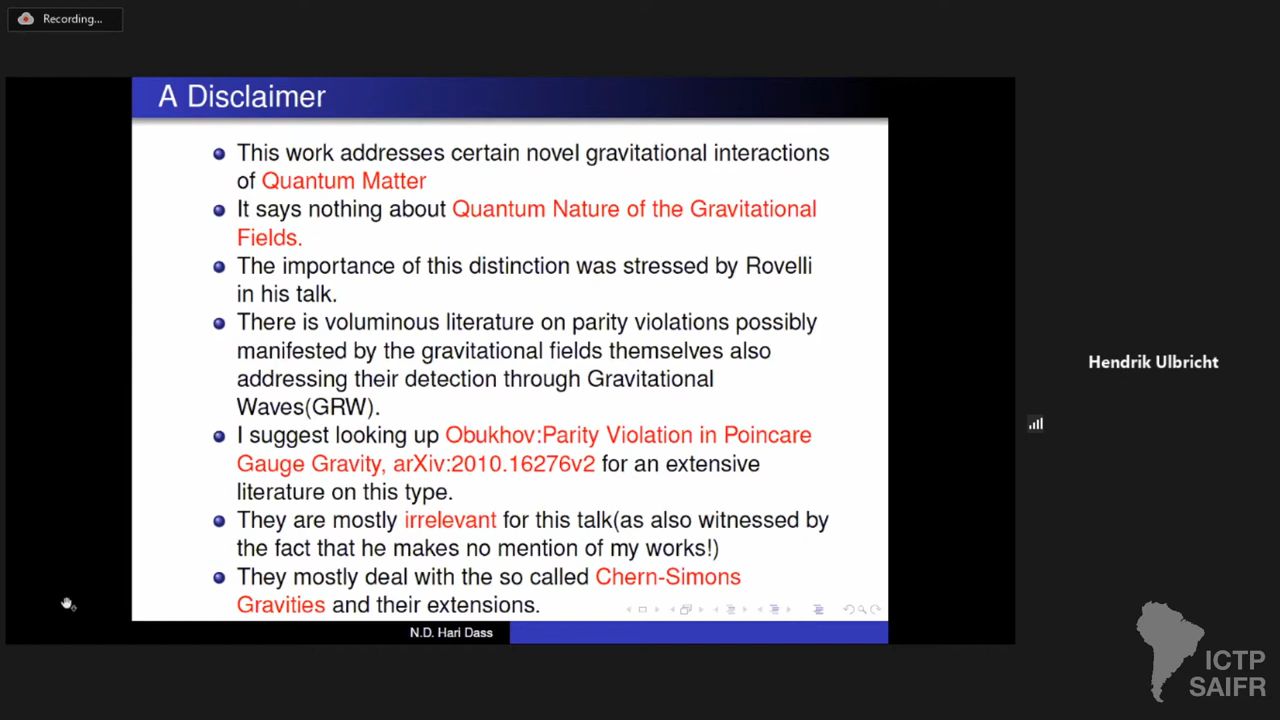 Recording...
A Disclaimer
This work addresses certain novel gravitational interactions
of Quantum Matter
It says nothing about Quantum Nature of the Gravitational
Fields.
The importance of this distinction was stressed by Rovelli
in his talk.
There is voluminous literature on parity violations possibly
manifested by the gravitational fields themselves also
addressing their detection through Gravitational
Waves(GRW).
I suggest looking up Obukhov:Parity Violation in Poincare
Gauge Gravity, arXiv:2010.16276v2 for an extensive
literature on this type.
They are mostly irrelevant for this talk(as also witnessed by
the fact that he makes no mention of my works!)
They mostly deal with the so called Chern-Simons
Gravities and their extensions.
N.D. Hari Dass
Hendrik Ulbricht
ICTP
SAIFR